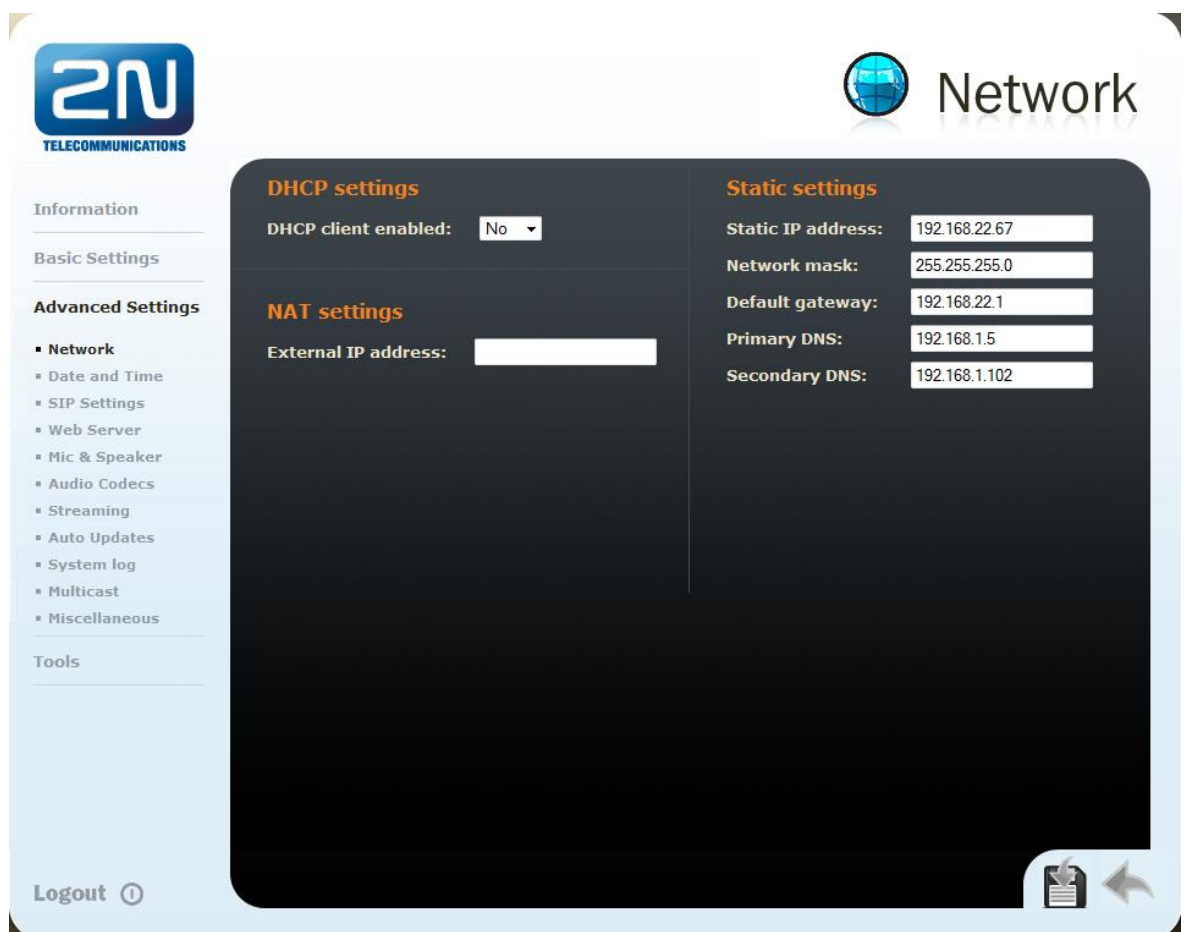 2N
TELECOMMUNICATIONS
Network
Information
Basic Settings
Advanced Settings
Network
Date and Time
SIP Settings
Web Server
Mic & Speaker
Audio Codecs
Streaming
Auto Updates
System log
Multicast
Miscellaneous
Tools
Logout
DHCP settings
DHCP client enabled: No
NAT settings
External IP address:
Static settings
Static IP address: 192.168.22.67
Network mask: 255.255.255.0
Default gateway: 192.168.22.1
Primary DNS: 192.168.1.5
Secondary DNS: 192.168.1.102